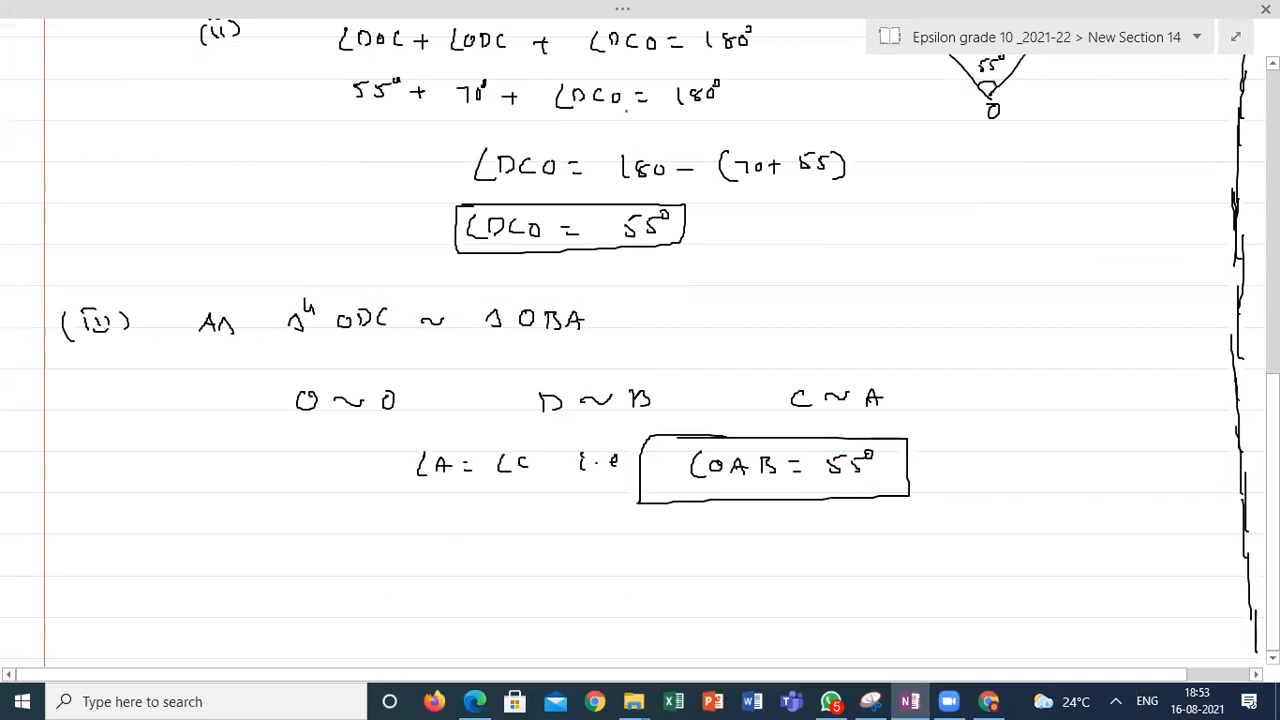 Epsilon grade 10 _2021-22 > New Section 14
(ii) ∠DOC + ∠ODC + ∠DCO = 180°
55°
O
55° + 70° + ∠DCO = 180°
∠DCO = 180 - (70+ 55)
∠DCO = 55°
(iii) As ODC ~ OBA
O ~ O D ~ B C ~ A
∠A = ∠C i.e ∠OAB = 55°
Type here to search
5
24°C
ENG
18:53
16-08-2021